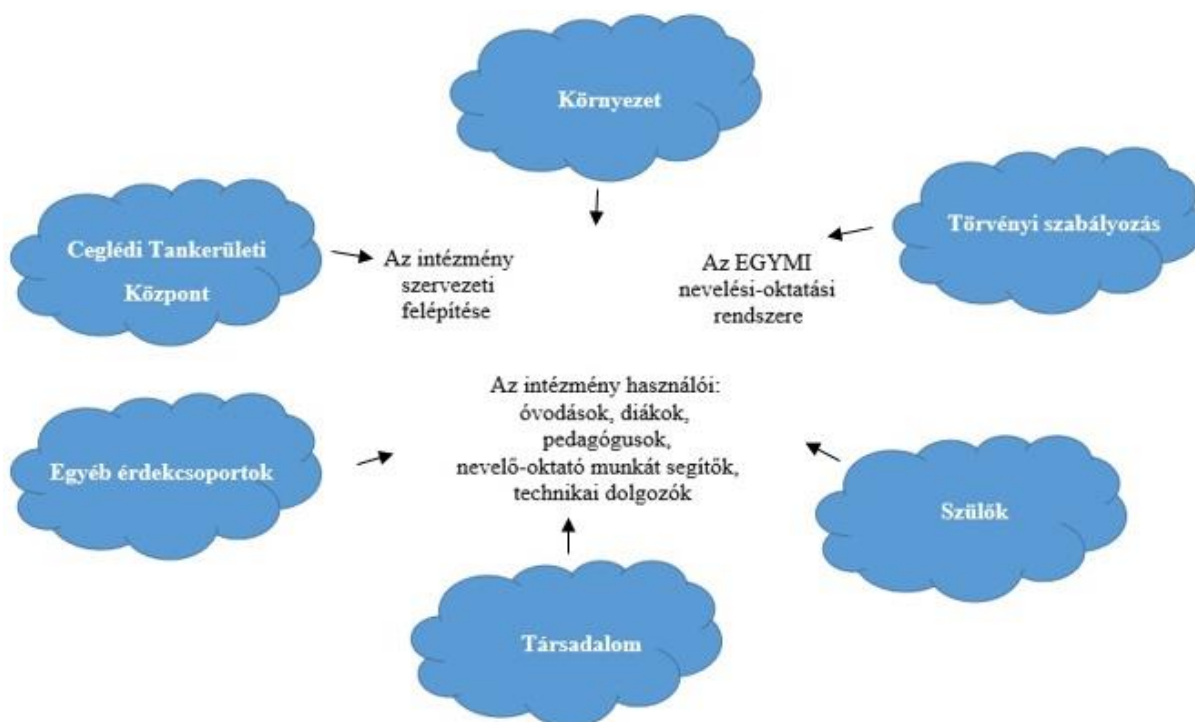 Környezet
Ceglédi Tankerületi
Központ
Törvényi szabályozás
Az intézmény
szervezeti
felépítése
Az EGYMI
nevelési-oktatási
rendszere
Egyéb érdekcsoportok
Az intézmény használói:
óvodások, diákok,
pedagógusok,
nevelő-oktató munkát segítők,
technikai dolgozók
Szülők
Társadalom